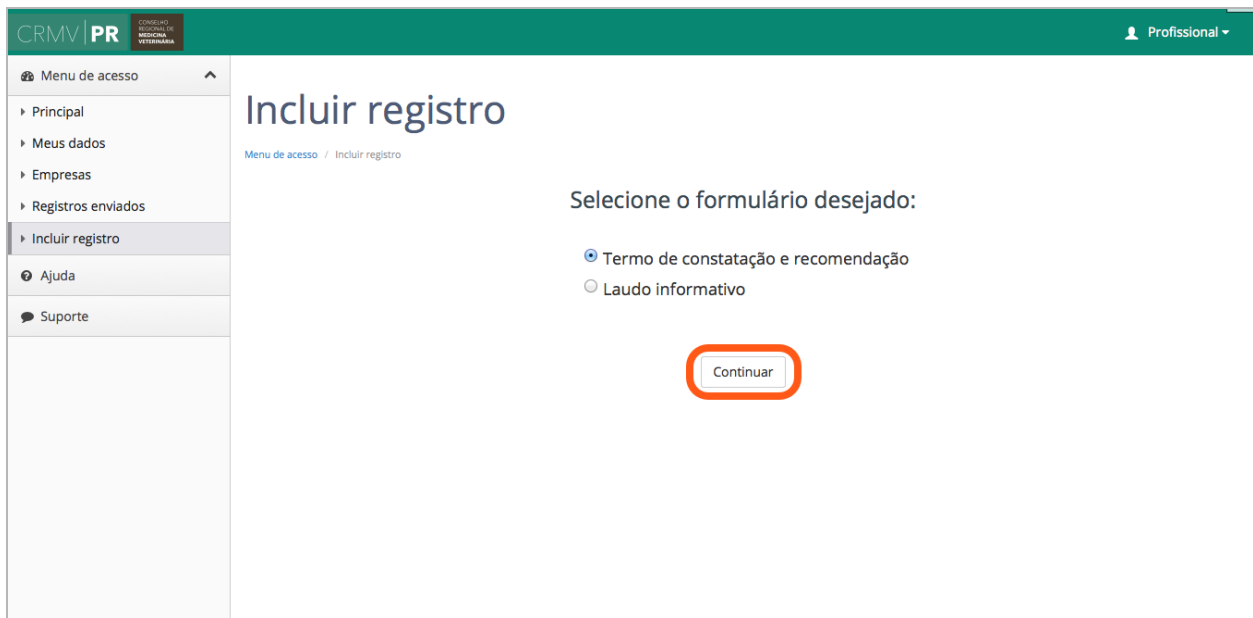 CRMV PR
CONSELHO
REGIONAL DE
MEDICINA
VETERINÁRIA
Profissional
Menu de acesso
Principal
Meus dados
Empresas
Registros enviados
Incluir registro
Ajuda
Suporte
Incluir registro
Menu de acesso / Incluir registro
Selecione o formulário desejado:
Termo de constatação e recomendação
Laudo informativo
Continuar